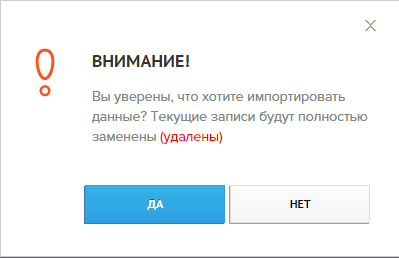 ВНИМАНИЕ!
Вы уверены, что хотите импортировать
данные? Текущие записи будут полностью
заменены (удалены)
ДА
НЕТ